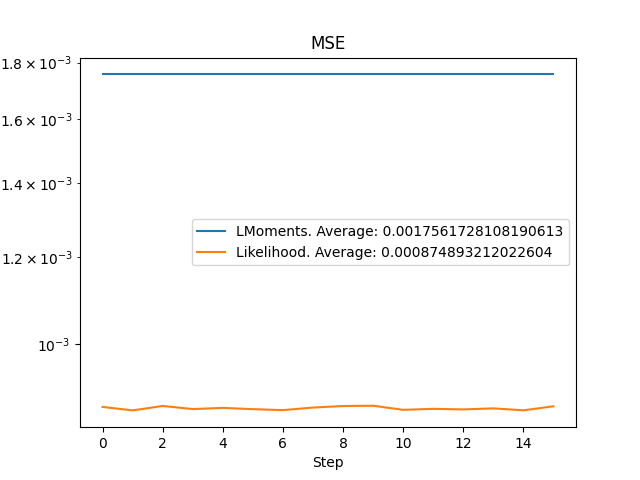 MSE
1.8 × 10⁻³
1.6 × 10⁻³
1.4 × 10⁻³
1.2 × 10⁻³
10⁻³
LMoments. Average: 0.0017561728108190613
Likelihood. Average: 0.000874893212022604
0 2 4 6 8 10 12 14
Step